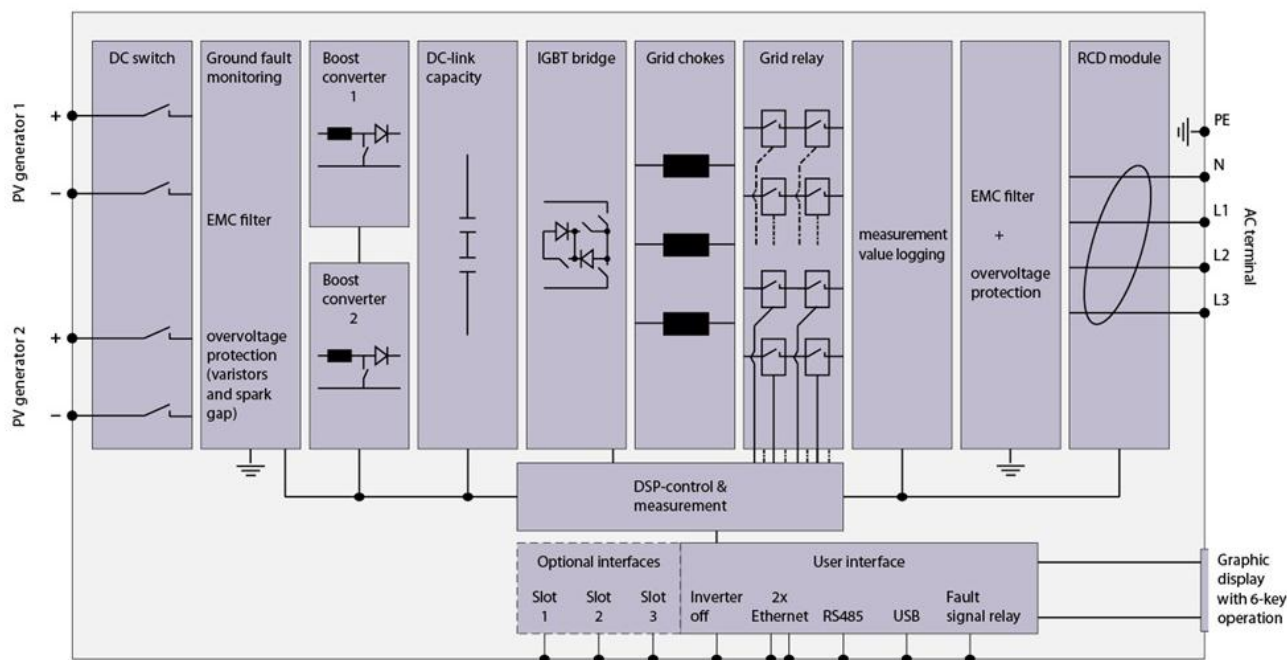 DC switch
Ground fault
monitoring
EMC filter
overvoltage
protection
(varistors
and spark
gap)
Boost
converter
1
Boost
converter
2
DC-link
capacity
IGBT bridge
Grid chokes
Grid relay
measurement
value logging
EMC filter
+
overvoltage
protection
RCD module
PV generator 1
+
−
PV generator 2
+
−
PE
N
L1
L2
L3
AC terminal
DSP-control &
measurement
Optional interfaces
Slot
1
Slot
2
Slot
3
User interface
Inverter
off
2x
Ethernet
RS485
USB
Fault
signal relay
Graphic
display
with 6-key
operation